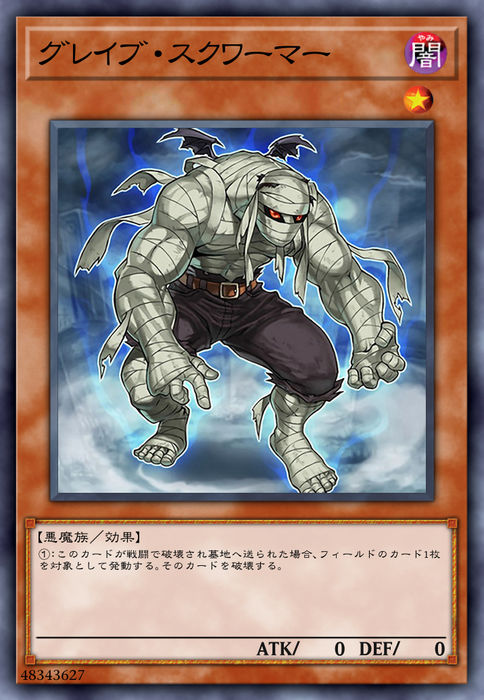 グレイブ・スクワーマー
やみ
闇
【悪魔族／効果】
①：このカードが戦闘で破壊され墓地へ送られた場合、フィールドのカード1枚
を対象として発動する。そのカードを破壊する。
ATK/ 0 DEF/ 0
48343627